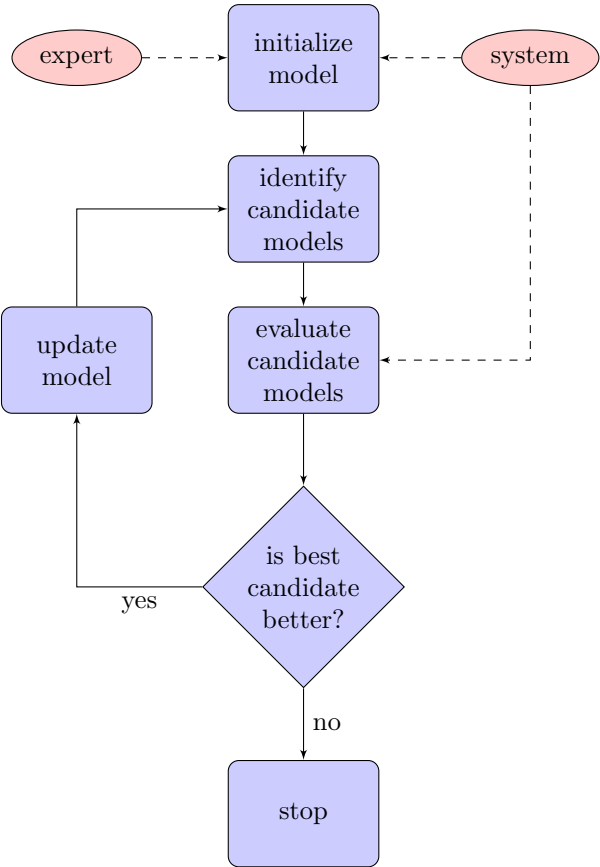 expert
initialize
model
system
identify
candidate
models
update
model
evaluate
candidate
models
is best
candidate
better?
yes
no
stop